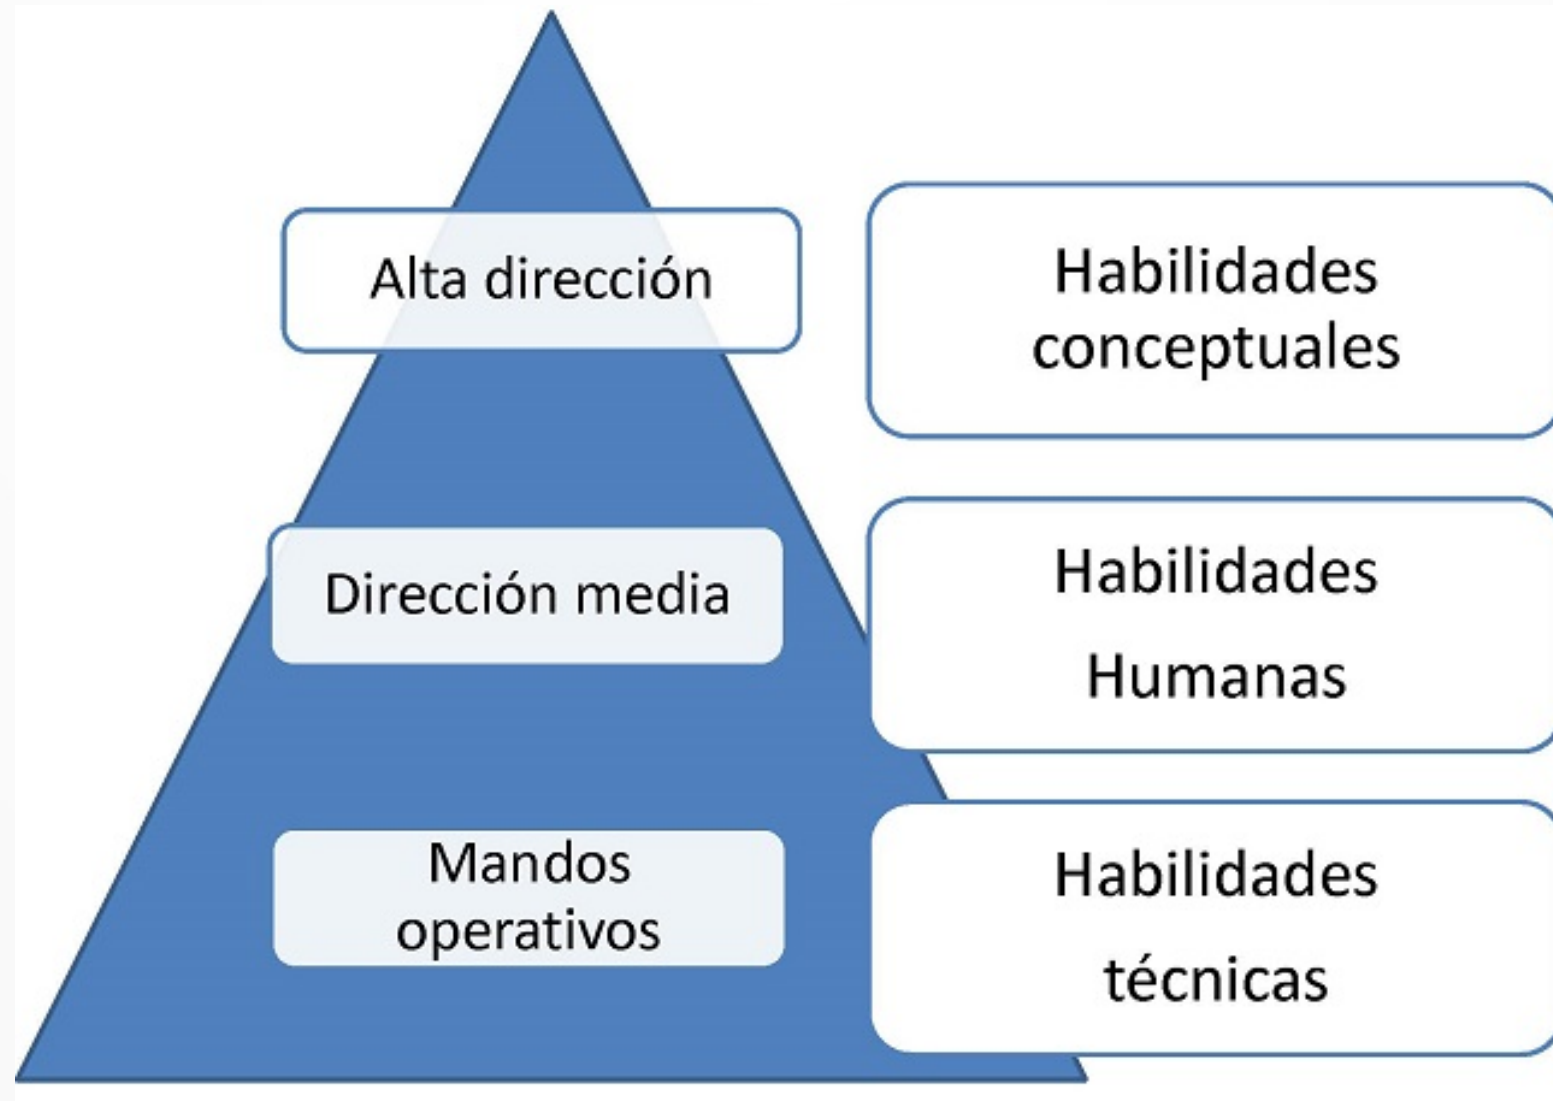 Alta dirección
Habilidades
conceptuales
Dirección media
Habilidades
Humanas
Mandos
operativos
Habilidades
técnicas